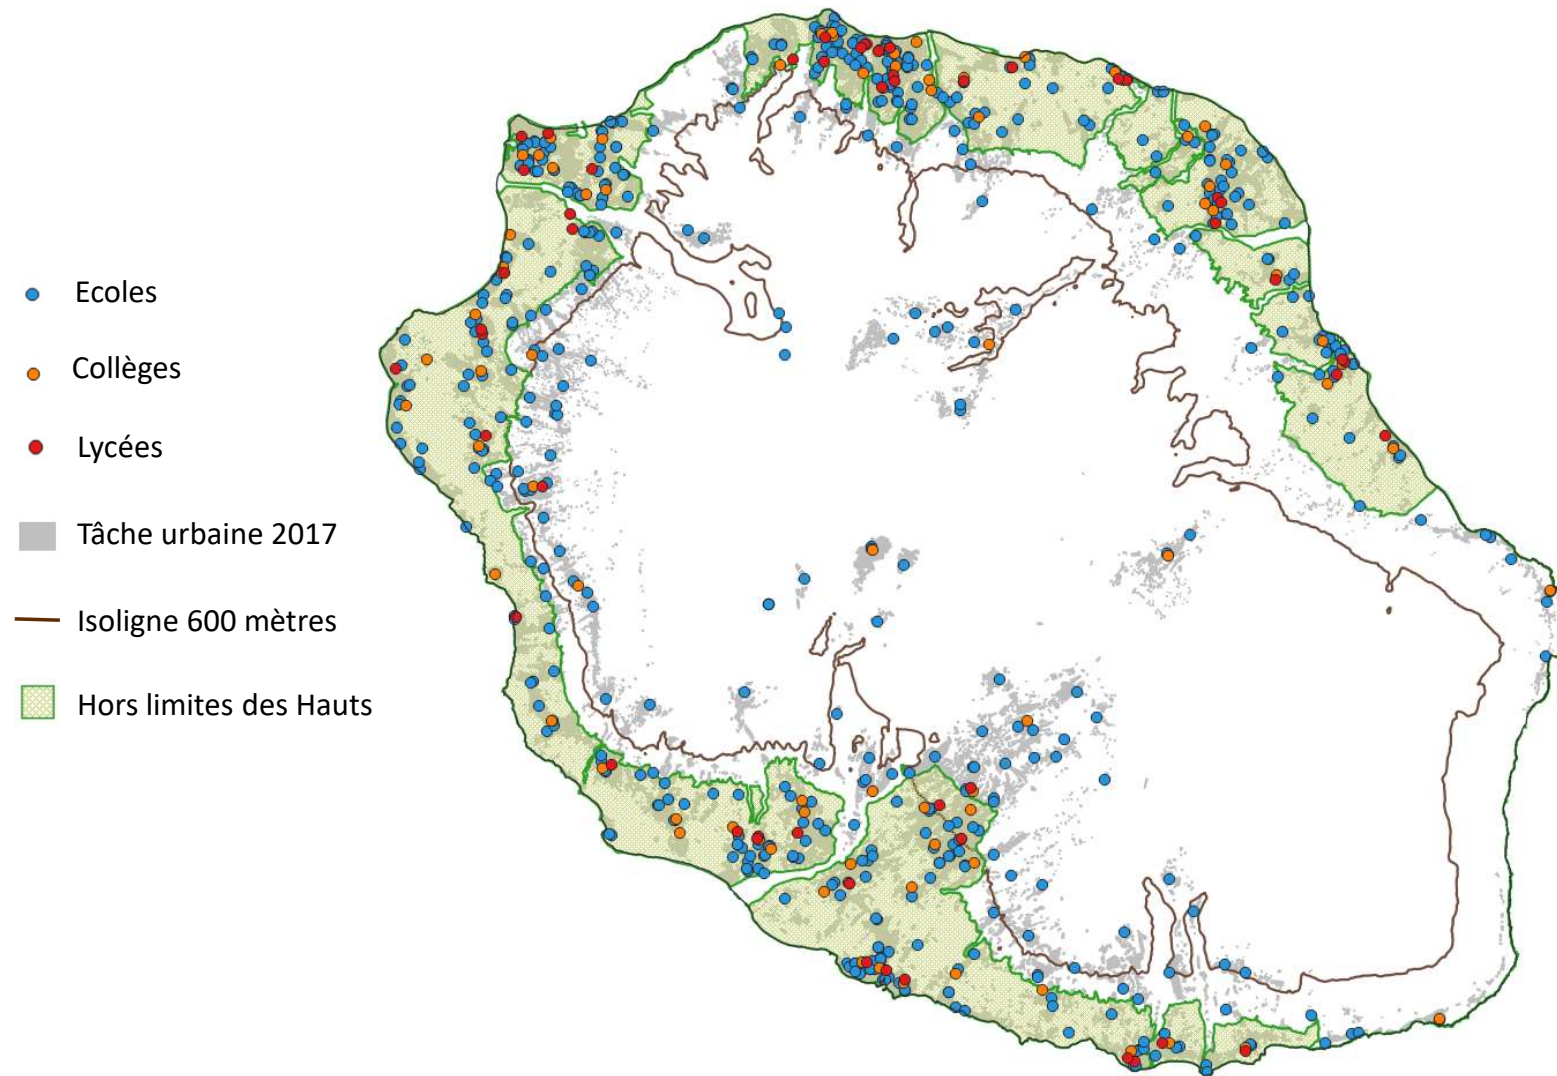 Ecoles
Collèges
Lycées
Tâche urbaine 2017
Isoligne 600 mètres
Hors limites des Hauts